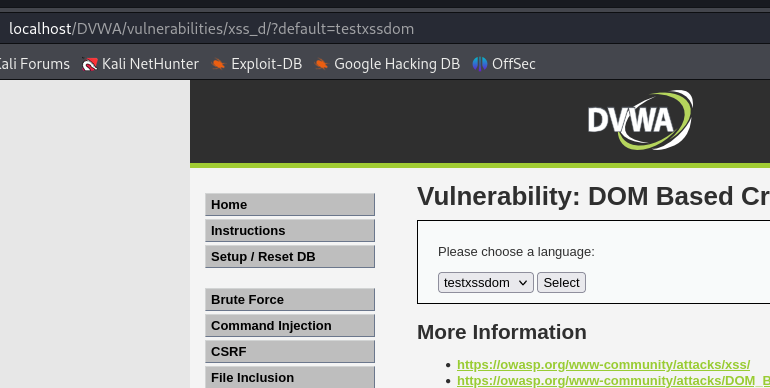 localhost/DVWA/vulnerabilities/xss_d/?default=testxssdom
Kali Forums Kali NetHunter Exploit-DB Google Hacking DB OffSec
DVWA
Home
Instructions
Setup / Reset DB
Brute Force
Command Injection
CSRF
File Inclusion
Vulnerability: DOM Based Cr
Please choose a language:
testxssdom Select
More Information
https://owasp.org/www-community/attacks/xss/
https://owasp.org/www-community/attacks/DOM_B